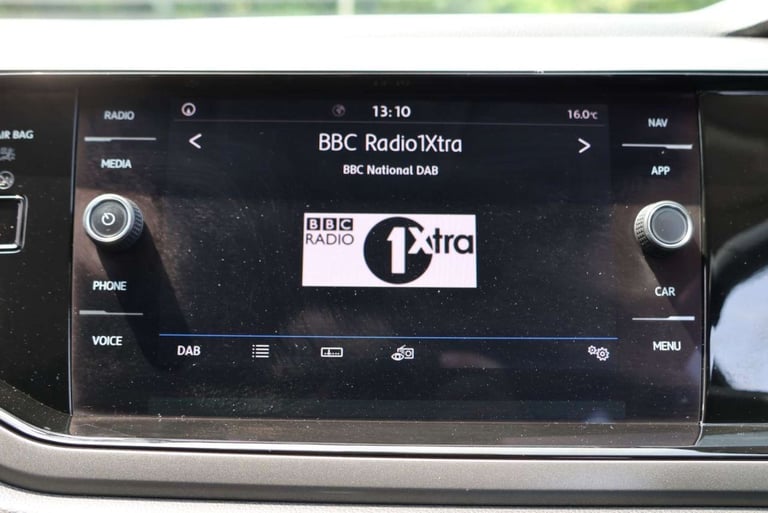 AIR BAG
RADIO
MEDIA
PHONE
VOICE
13:10
16.0°C
<
BBC Radio1Xtra
>
BBC National DAB
BBC
RADIO
1Xtra
DAB
NAV
APP
CAR
MENU